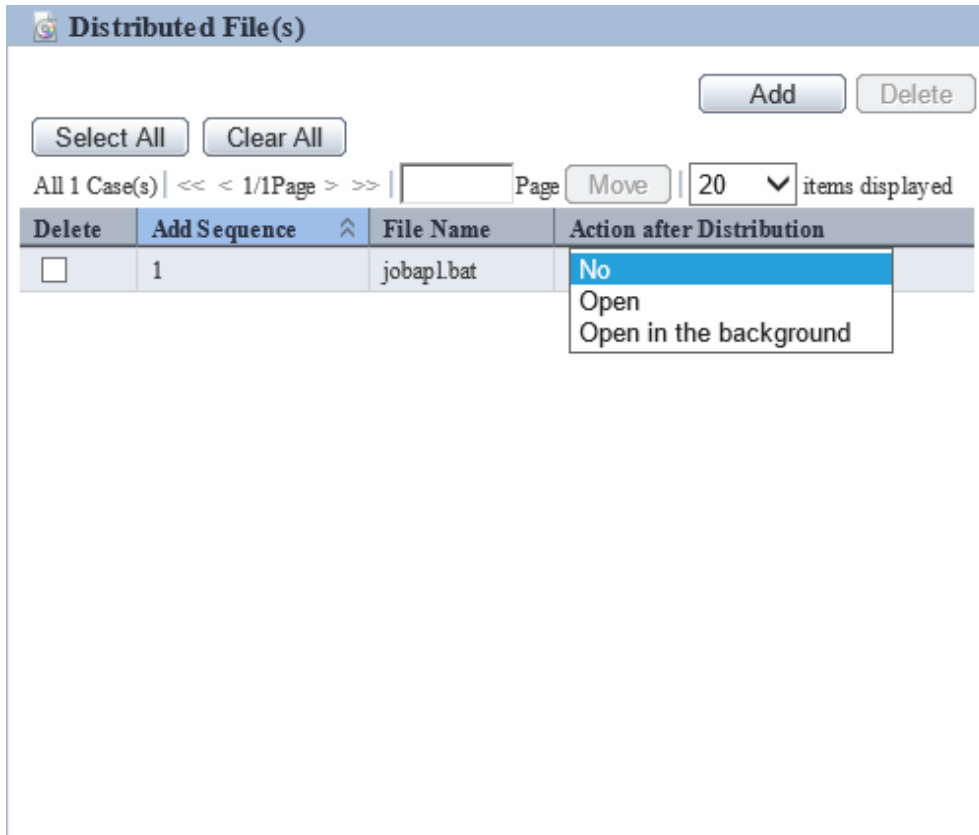 Distributed File(s)
Add Delete
Select All Clear All
All 1 Case(s) | << < 1/1Page > >> | Page Move | 20 items displayed
Delete Add Sequence File Name Action after Distribution
1 jobapl.bat No
Open
Open in the background